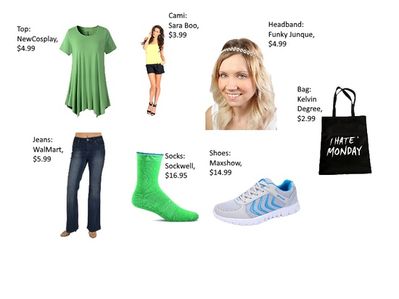 Top:
NewCosplay,
$4.99
Cami:
Sara Boo,
$3.99
Headband:
Funky Junque,
$4.99
Bag:
Kelvin
Degree,
$2.99
I HATE
MONDAY
Jeans:
WalMart,
$5.99
Socks:
Sockwell,
$16.95
Shoes:
Maxshow,
$14.99